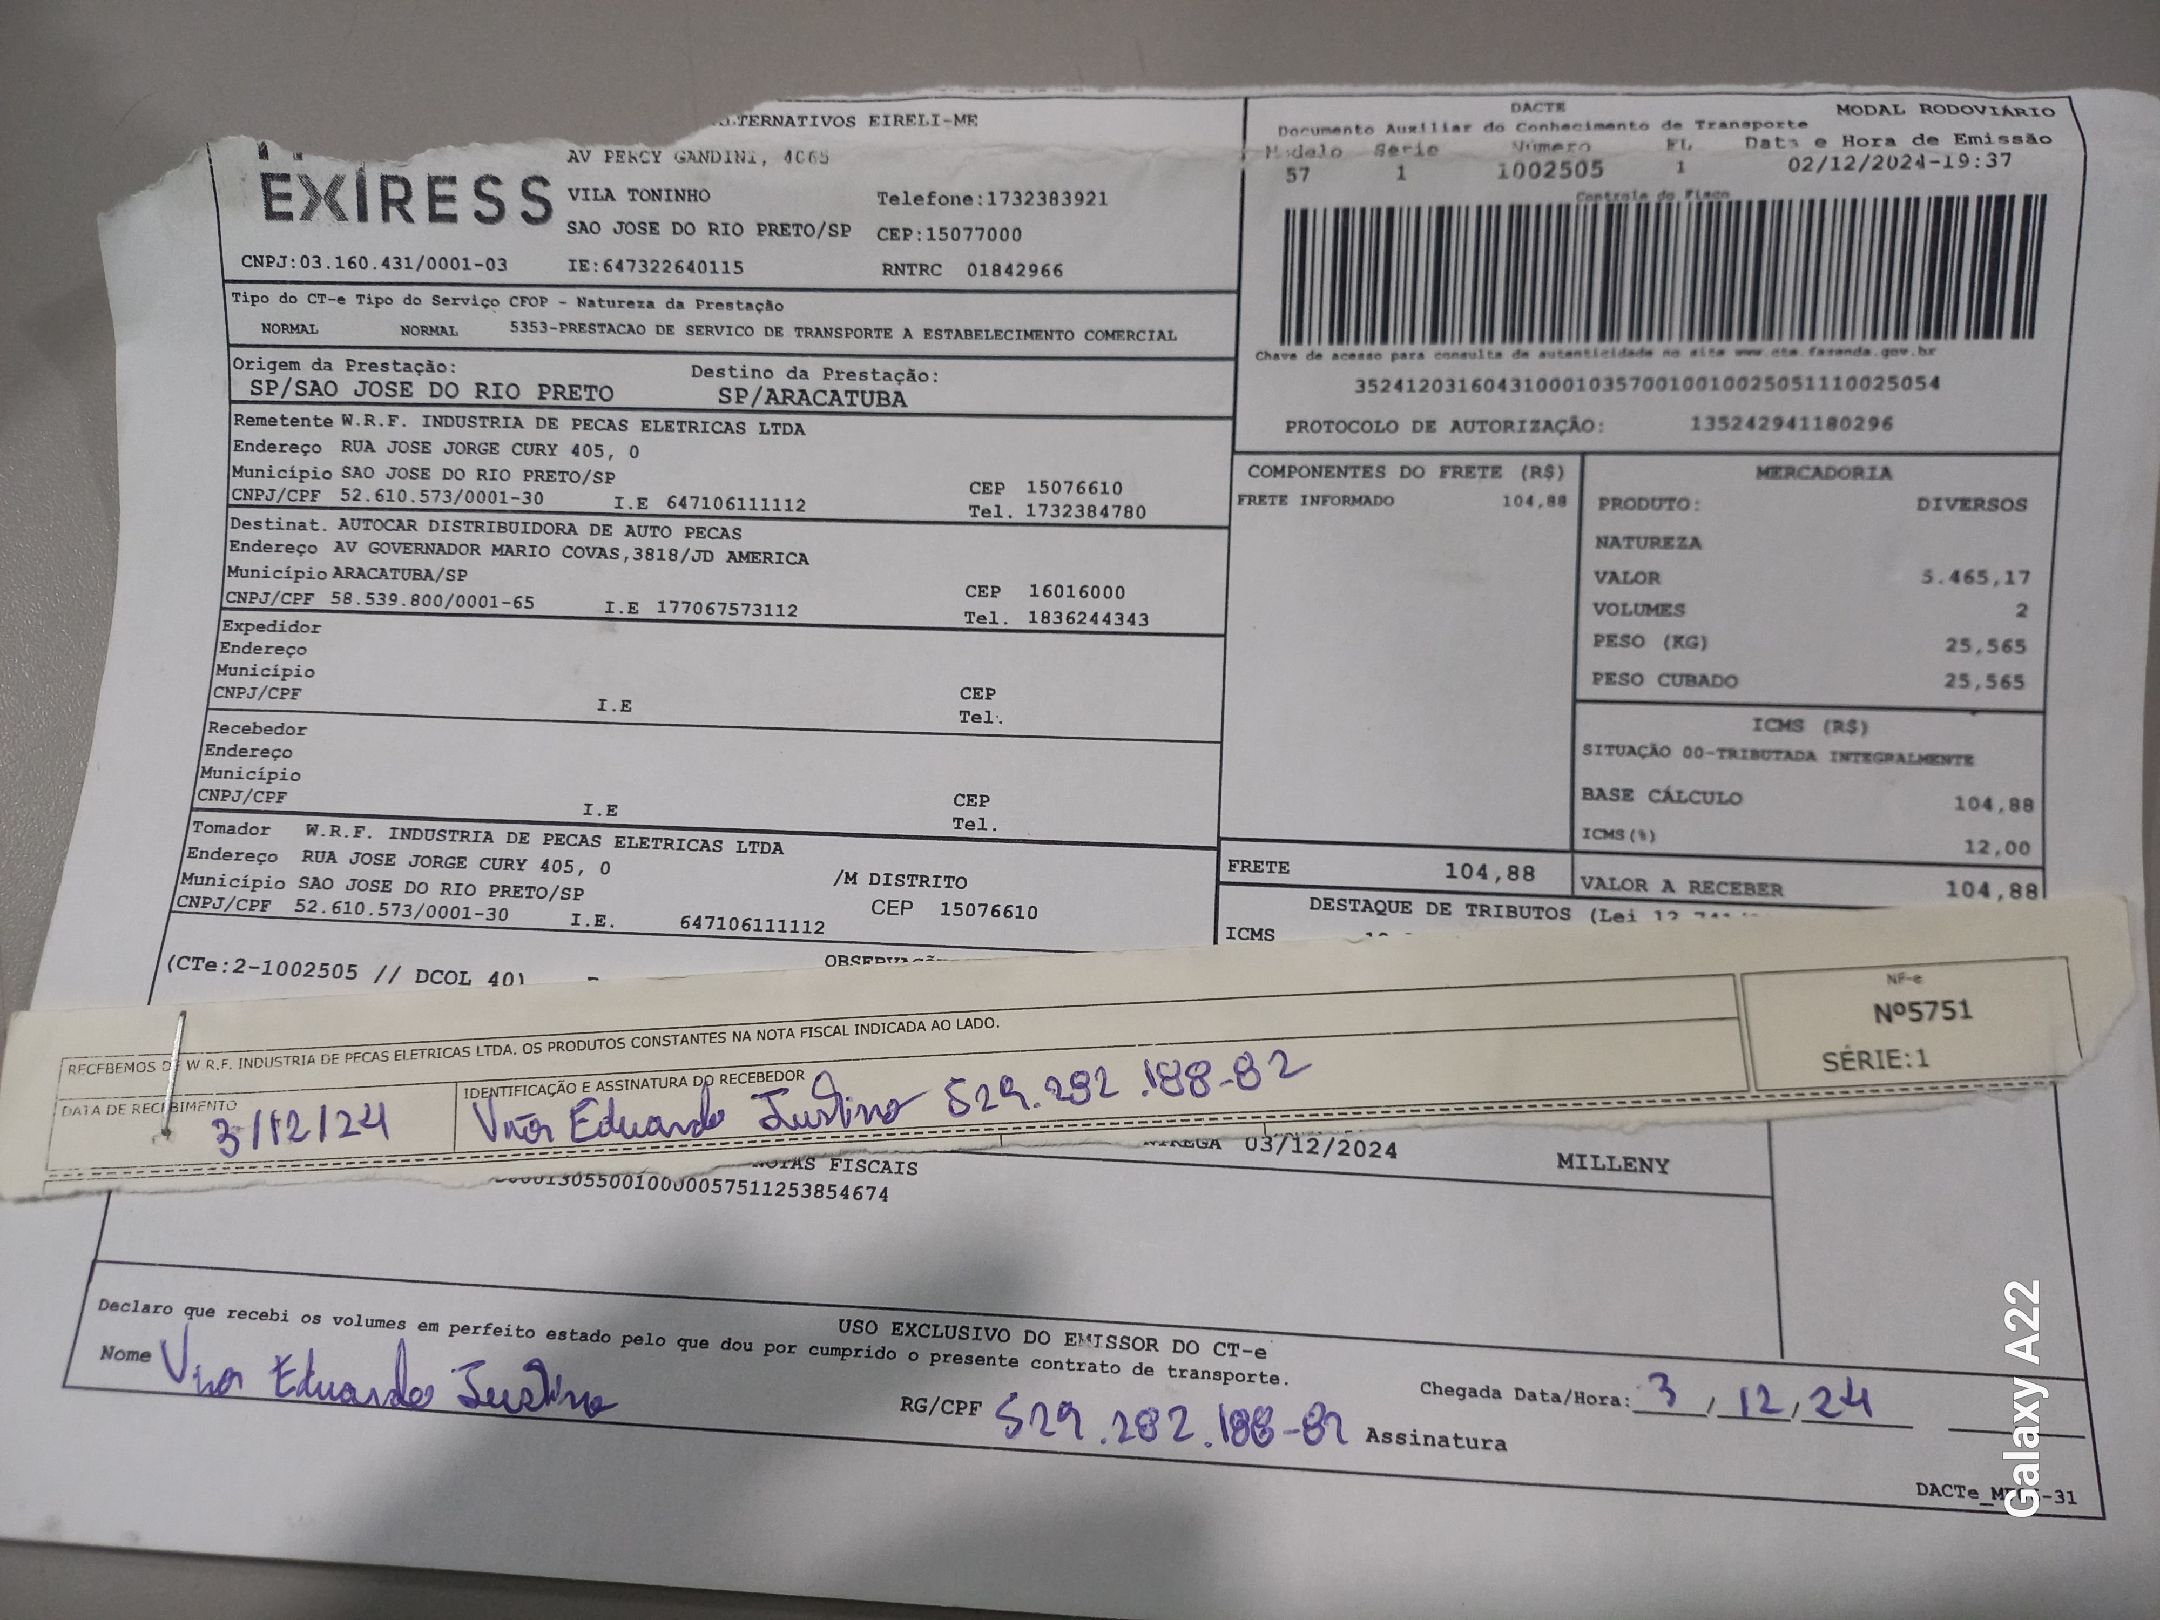 TERNATIVOS EIRELI-ME
EXPRESS
AV PERCY GANDINI, 4065
VILA TONINHO
Telefone:1732383921
SAO JOSE DO RIO PRETO/SP CEP:15077000
CNPJ:03.160.431/0001-03 IE:647322640115 RNTRC 01842966
DACTE
MODAL RODOVIÁRIO
Documento Auxiliar do Conhecimento de Transporte
Modelo Serie Número FL Data e Hora de Emissão
57 1 1002505 1 02/12/2024-19:37
Controle do Fisco
Chave de acesso para consulta de autenticidade no site www.cte.fazenda.gov.br
35241203160431000103570010010025051110025054
PROTOCOLO DE AUTORIZAÇÃO: 135242941180296
Tipo do CT-e Tipo do Serviço CFOP - Natureza da Prestação
NORMAL NORMAL 5353-PRESTACAO DE SERVICO DE TRANSPORTE A ESTABELECIMENTO COMERCIAL
Origem da Prestação: Destino da Prestação:
SP/SAO JOSE DO RIO PRETO SP/ARACATUBA
Remetente W.R.F. INDUSTRIA DE PECAS ELETRICAS LTDA
Endereço RUA JOSE JORGE CURY 405, 0
Município SAO JOSE DO RIO PRETO/SP CEP 15076610
CNPJ/CPF 52.610.573/0001-30 I.E 647106111112 Tel. 1732384780
Destinat. AUTOCAR DISTRIBUIDORA DE AUTO PECAS
Endereço AV GOVERNADOR MARIO COVAS,3818/JD AMERICA
Município ARACATUBA/SP CEP 16016000
CNPJ/CPF 58.539.800/0001-65 I.E 177067573112 Tel. 1836244343
Expedidor
Endereço
Município
CNPJ/CPF I.E CEP
Tel.
Recebedor
Endereço
Município
CNPJ/CPF I.E CEP
Tel.
Tomador W.R.F. INDUSTRIA DE PECAS ELETRICAS LTDA
Endereço RUA JOSE JORGE CURY 405, 0 /M DISTRITO
Município SAO JOSE DO RIO PRETO/SP CEP 15076610
CNPJ/CPF 52.610.573/0001-30 I.E. 647106111112
COMPONENTES DO FRETE (R$)
FRETE INFORMADO 104,88
MERCADORIA
PRODUTO: DIVERSOS
NATUREZA
VALOR 5.465,17
VOLUMES 2
PESO (KG) 25,565
PESO CUBADO 25,565
ICMS (R$)
SITUAÇÃO 00-TRIBUTADA INTEGRALMENTE
BASE CÁLCULO 104,88
ICMS(%) 12,00
FRETE 104,88 VALOR A RECEBER 104,88
DESTAQUE DE TRIBUTOS (Lei
ICMS
(CTe:2-1002505 // DCOL 40)
RECEBEMOS DE W.R.F. INDUSTRIA DE PECAS ELETRICAS LTDA, OS PRODUTOS CONSTANTES NA NOTA FISCAL INDICADA AO LADO.
DATA DE RECEBIMENTO
3/12/24
IDENTIFICAÇÃO E ASSINATURA DO RECEBEDOR
Vitor Eduardo Justino 529.282.188-82
NF-e
Nº5751
SÉRIE:1
03/12/2024 MILLENY
NOTAS FISCAIS
0000130550010000057511253854674
USO EXCLUSIVO DO EMISSOR DO CT-e
Declaro que recebi os volumes em perfeito estado pelo que dou por cumprido o presente contrato de transporte.
Nome Vitor Eduardo Justino
RG/CPF 529.282.188-82 Assinatura
Chegada Data/Hora: 3, 12, 24
Galaxy A22